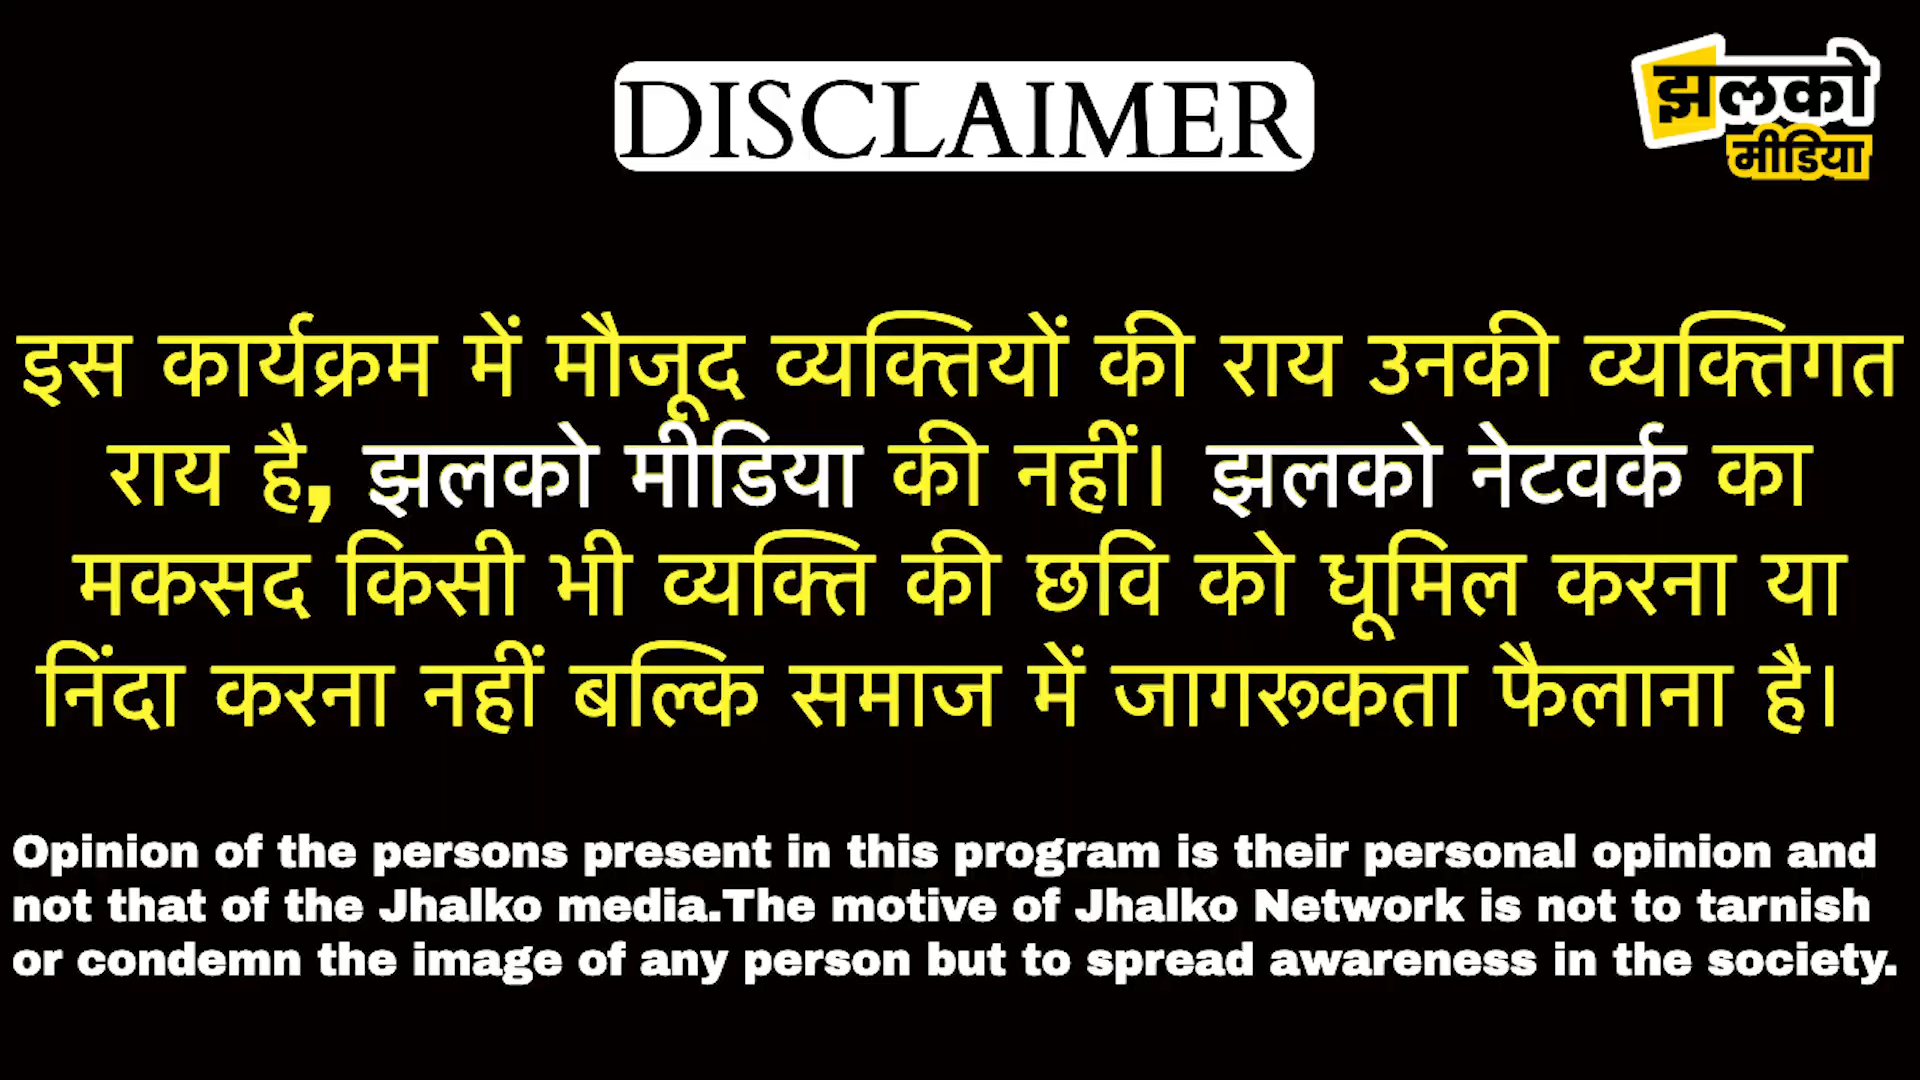 DISCLAIMER
झलको
मीडिया
इस कार्यक्रम में मौजूद व्यक्तियों की राय उनकी व्यक्तिगत
राय है, झलको मीडिया की नहीं। झलको नेटवर्क का
मकसद किसी भी व्यक्ति की छवि को धूमिल करना या
निंदा करना नहीं बल्कि समाज में जागरूकता फैलाना है।
Opinion of the persons present in this program is their personal opinion and
not that of the Jhalko media.The motive of Jhalko Network is not to tarnish
or condemn the image of any person but to spread awareness in the society.